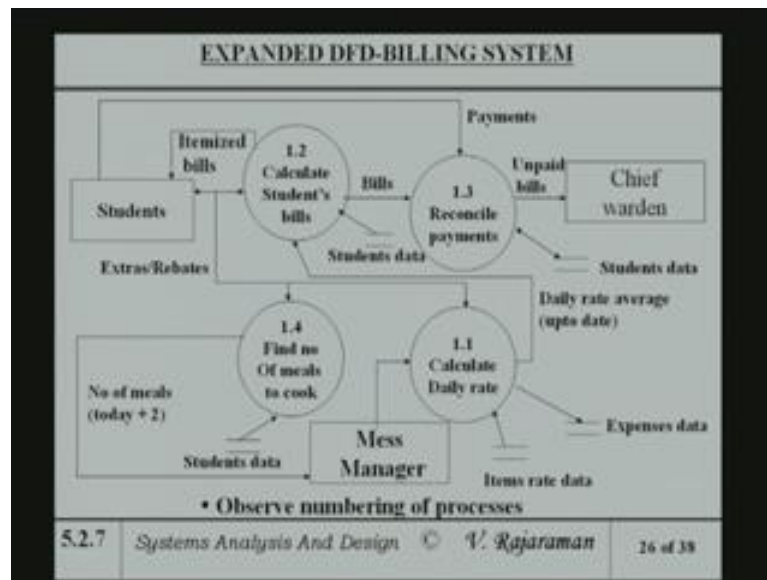 EXPANDED DFD-BILLING SYSTEM
Payments
Itemized
bills
1.2
Calculate
Student's
bills
Bills
1.3
Reconcile
payments
Unpaid
bills
Chief
warden
Students
Students data
Students data
Extras/Rebates
Daily rate average
(upto date)
1.4
Find no
Of meals
to cook
1.1
Calculate
Daily rate
No of meals
(today + 2)
Students data
Mess
Manager
Expenses data
Items rate data
• Observe numbering of processes
5.2.7
Systems Analysis And Design © V. Rajaraman
26 of 38